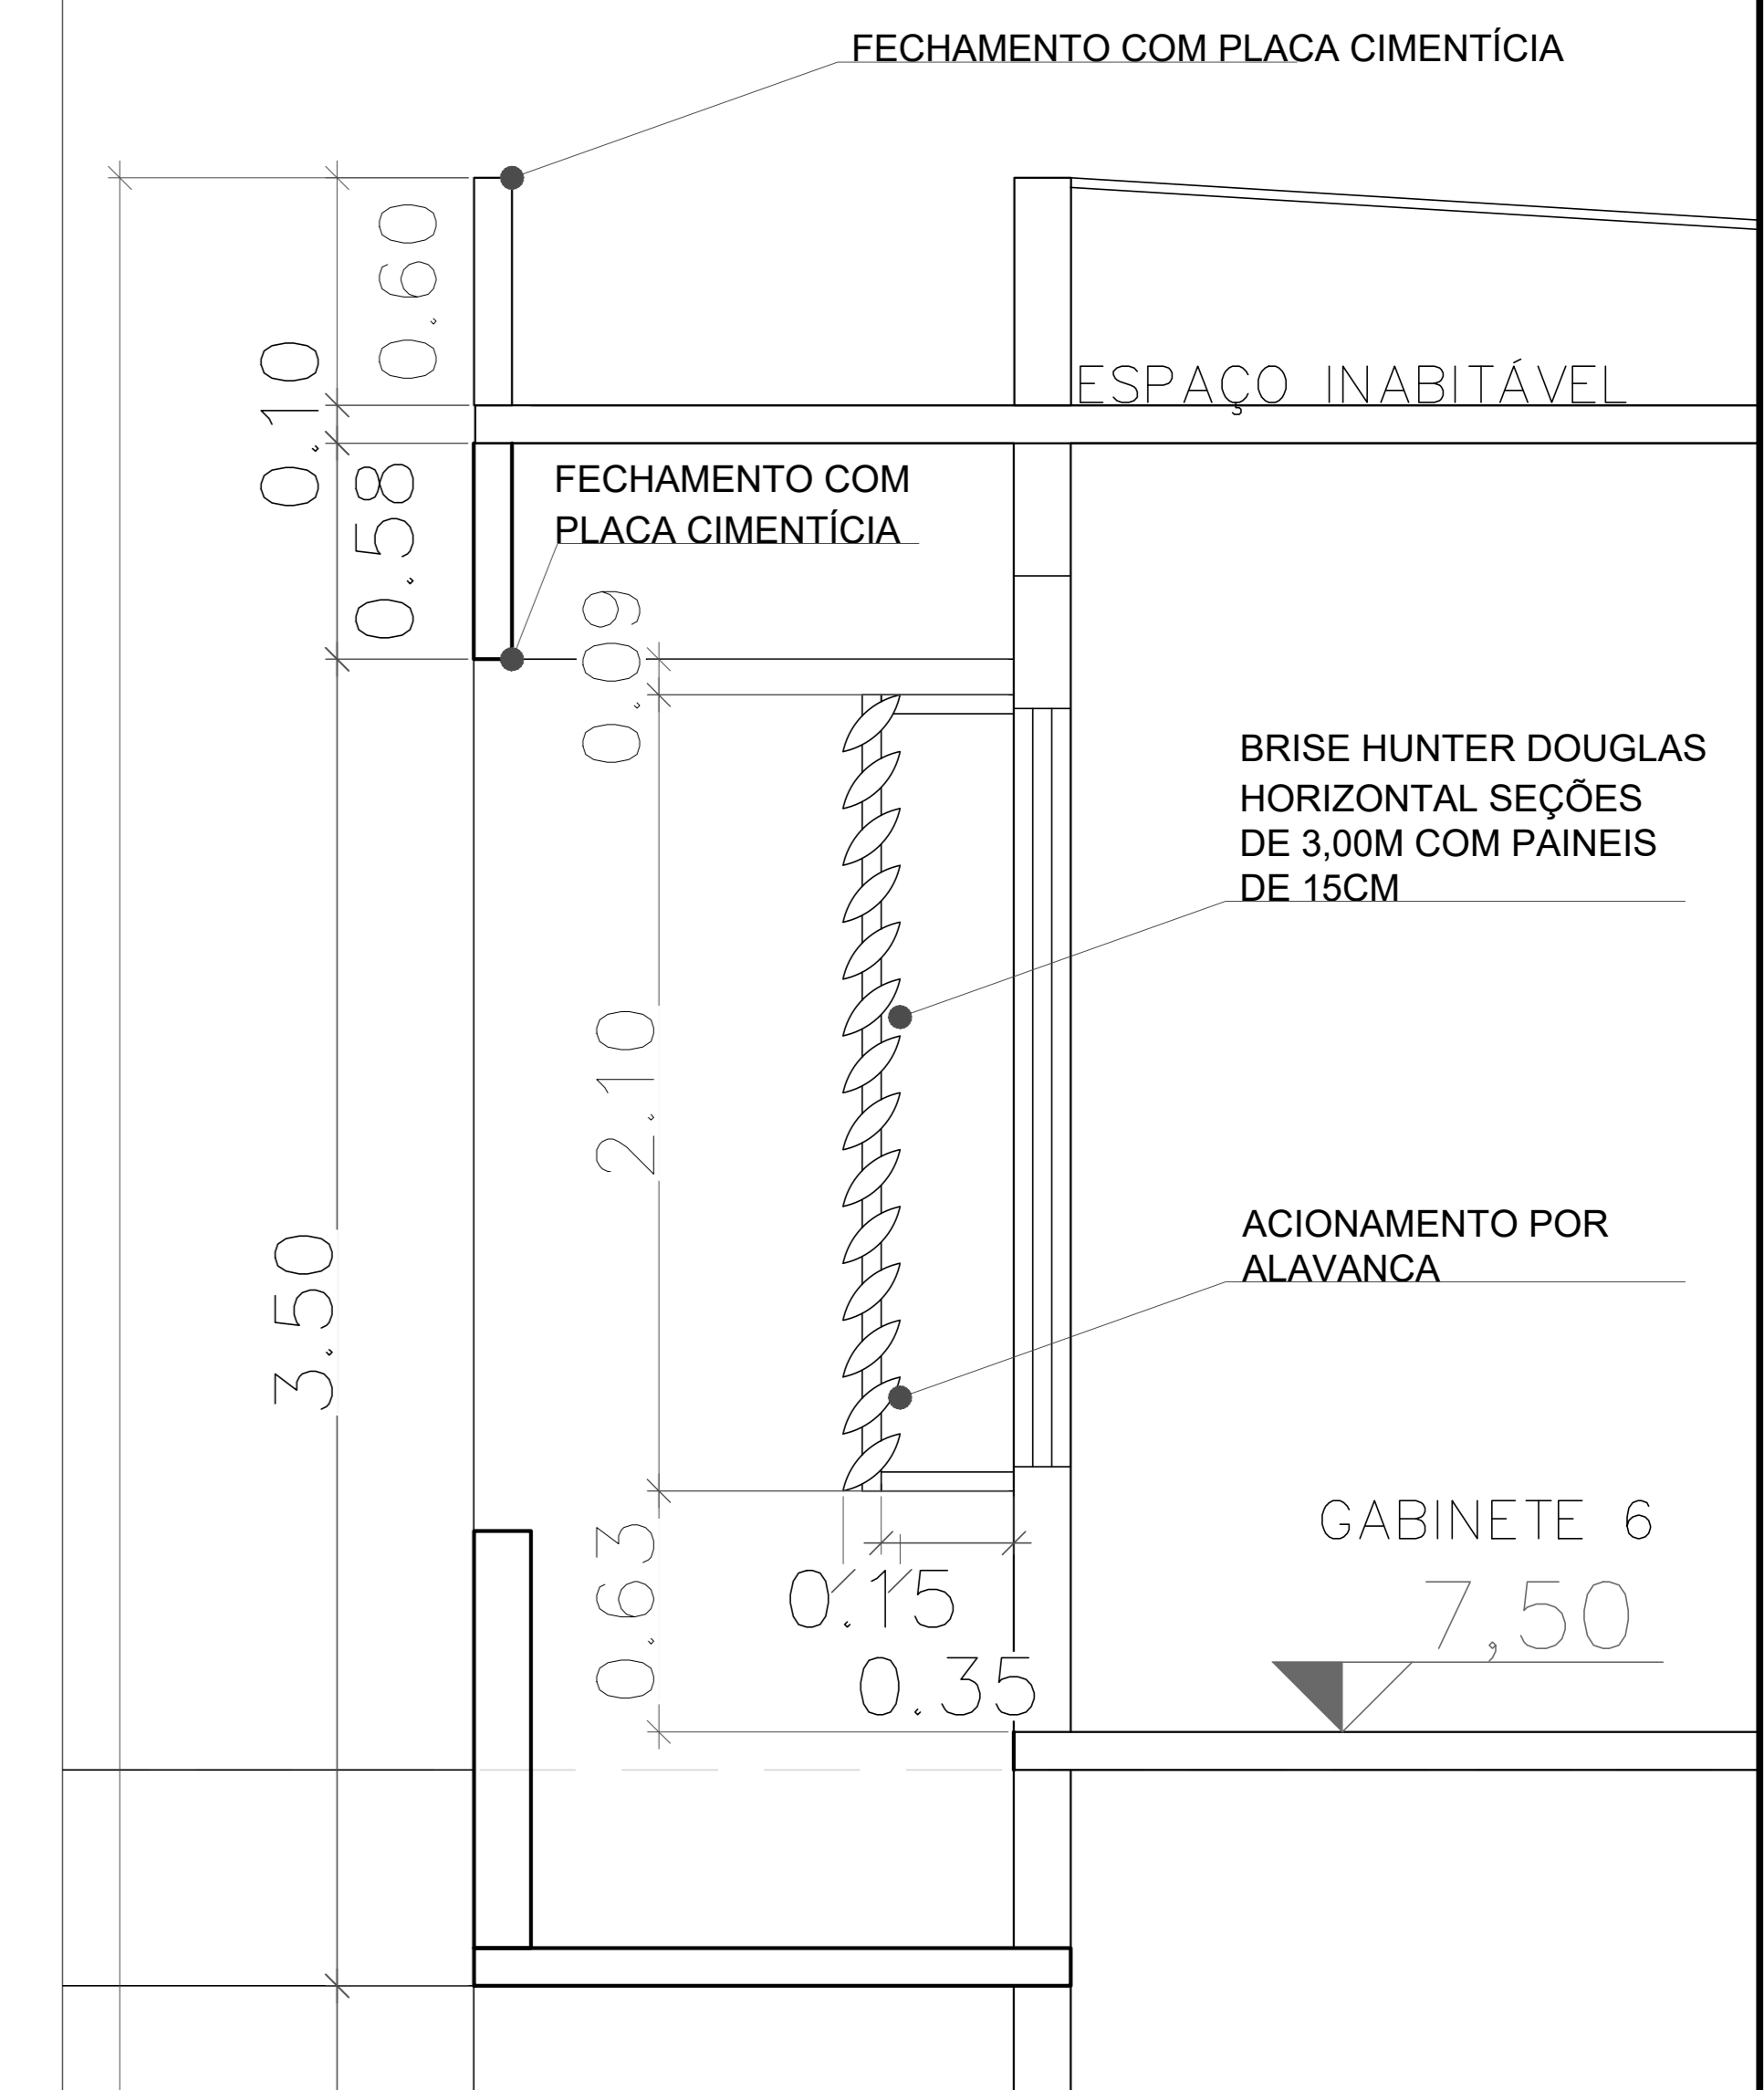 FECHAMENTO COM PLACA CIMENTÍCIA
0.60
0.10
ESPAÇO INABITÁVEL
0.58
FECHAMENTO COM
PLACA CIMENTÍCIA
0.09
BRISE HUNTER DOUGLAS
HORIZONTAL SEÇÕES
DE 3,00M COM PAINEIS
DE 15CM
2.10
3.50
ACIONAMENTO POR
ALAVANCA
GABINETE 6
7,50
0.63
0.15
0.35